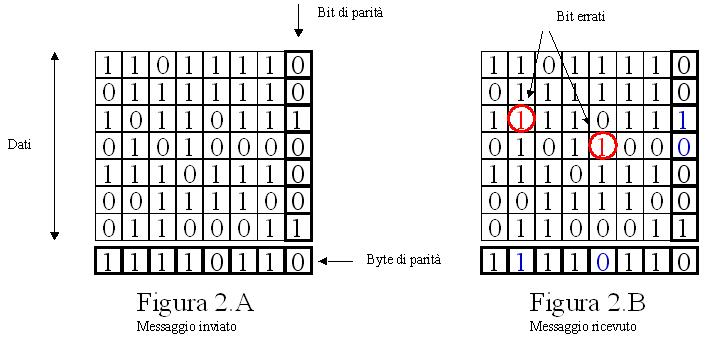 Bit di parità
1 1 0 1 1 1 1 0
0 1 1 1 1 1 1 0
1 0 1 1 0 1 1 1
Dati
0 1 0 1 0 0 0 0
1 1 1 0 1 1 1 0
0 0 1 1 1 1 0 0
0 1 1 0 0 0 1 1
1 1 1 1 0 1 1 0
Byte di parità
Figura 2.A
Messaggio inviato
Bit errati
1 1 0 1 1 1 1 0
0 1 1 1 1 1 1 0
1 1 1 1 0 1 1 1
0 1 0 1 1 0 0 0
1 1 1 0 1 1 1 0
0 0 1 1 1 1 0 0
0 1 1 0 0 0 1 1
1 1 1 1 0 1 1 0
Figura 2.B
Messaggio ricevuto